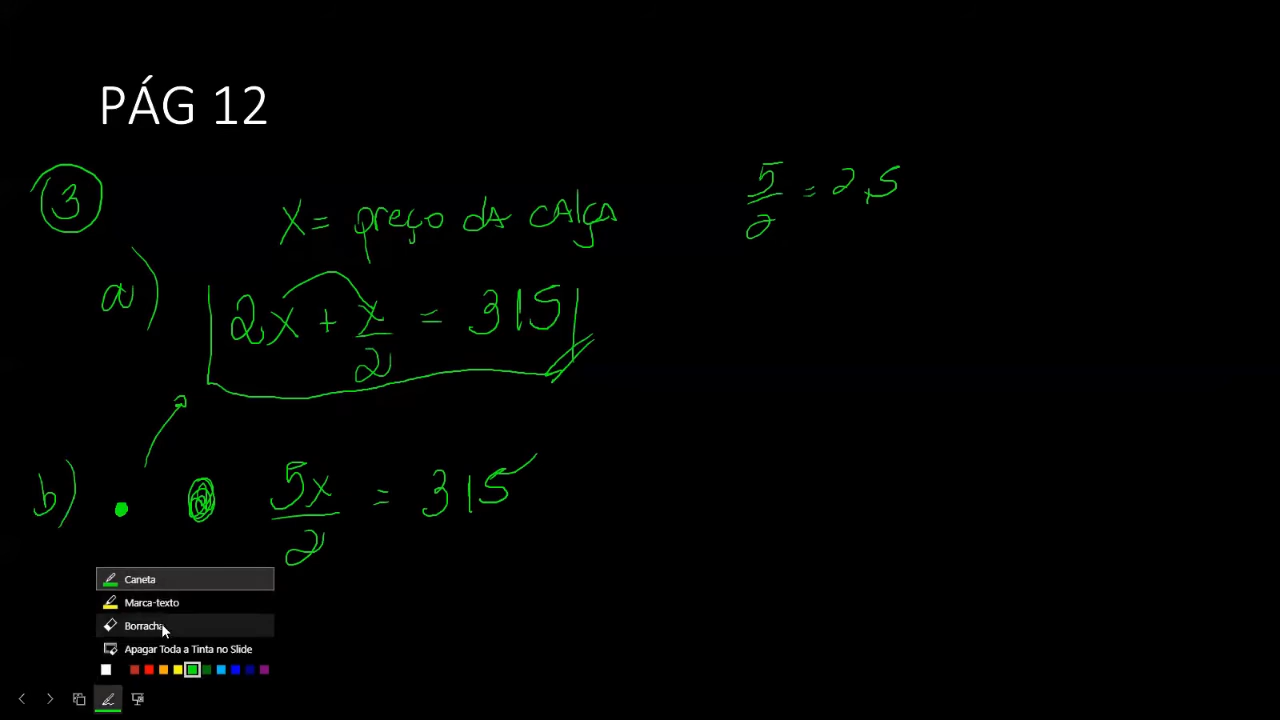 PÁG 12
3
x = preço da calça
5/2 = 2,5
a) 2x + x/2 = 315
b) 5x/2 = 315
Caneta
Marca-texto
Borracha
Apagar Toda a Tinta no Slide